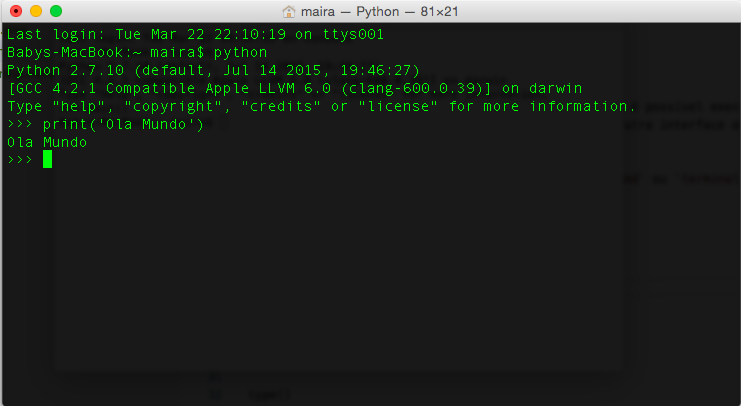 maira — Python — 81×21
Last login: Tue Mar 22 22:10:19 on ttys001
Babys-MacBook:~ maira$ python
Python 2.7.10 (default, Jul 14 2015, 19:46:27)
[GCC 4.2.1 Compatible Apple LLVM 6.0 (clang-600.0.39)] on darwin
Type "help", "copyright", "credits" or "license" for more information.
>>> print('Ola Mundo')
Ola Mundo
>>>